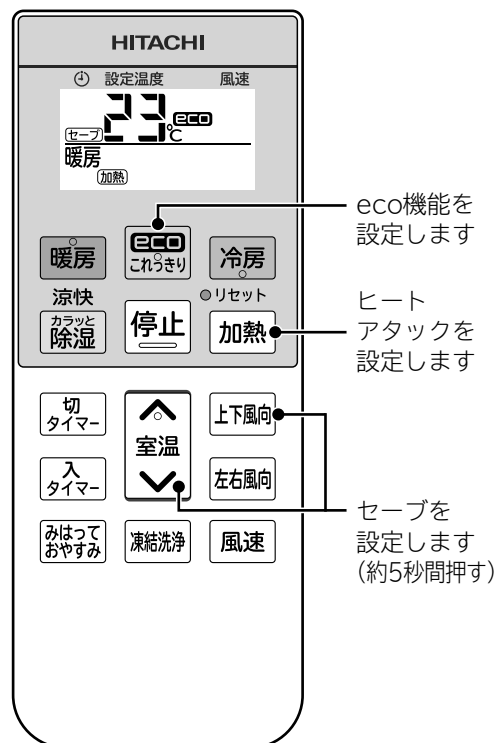 HITACHI
設定温度 風速
23℃ eco
セーブ
暖房
加熱
eco機能を
設定します
暖房
eco
これっきり
冷房
涼快
リセット
カラッと
除湿
停止
加熱
ヒート
アタックを
設定します
切
タイマー
室温
上下風向
入
タイマー
左右風向
セーブを
設定します
(約5秒間押す)
みはって
おやすみ
凍結洗浄
風速